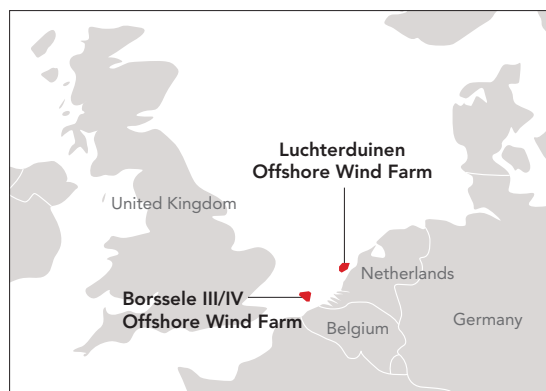 Luchterduinen
Offshore Wind Farm
United Kingdom
Netherlands
Borssele III/IV
Offshore Wind Farm
Belgium
Germany